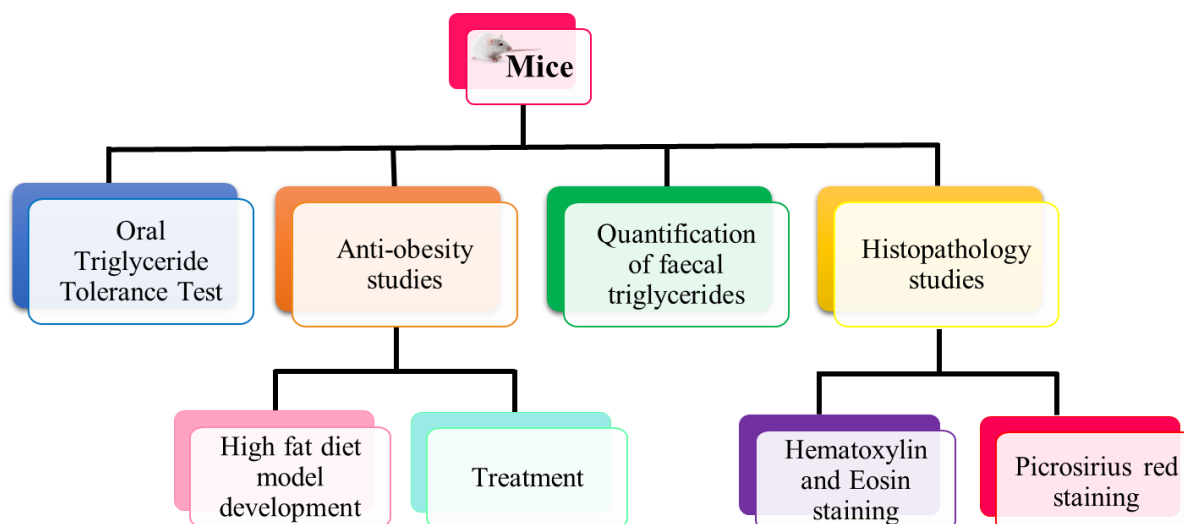 Mice
Oral
Triglyceride
Tolerance Test
Anti-obesity
studies
Quantification
of faecal
triglycerides
Histopathology
studies
High fat diet
model
development
Treatment
Hematoxylin
and Eosin
staining
Picrosirius red
staining